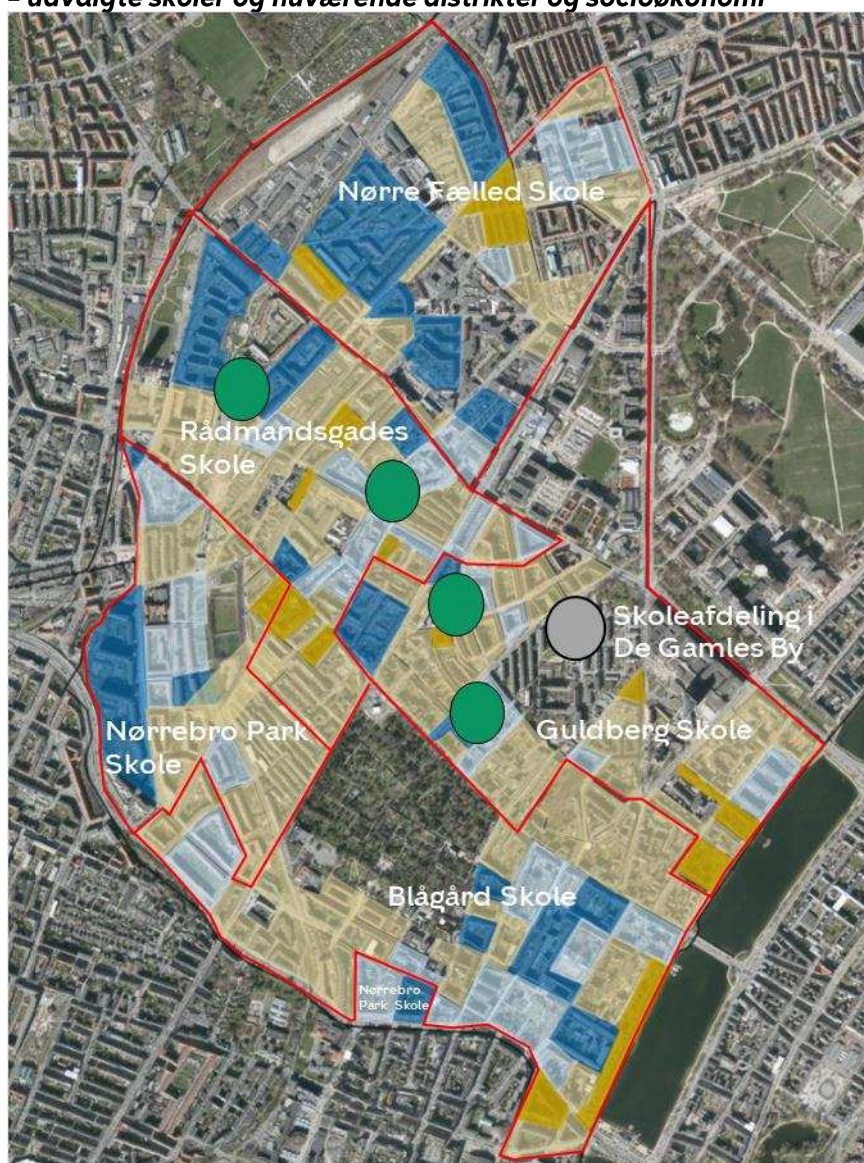 – udvalgte skoler og nuværende distrikter og socioøkonomi
Nørre Fælled Skole
Rådmandsgades
Skole
Skoleafdeling i
De Gamles By
Nørrebro Park
Skole
Guldberg Skole
Blågård Skole
Nørrebro
Park Skole